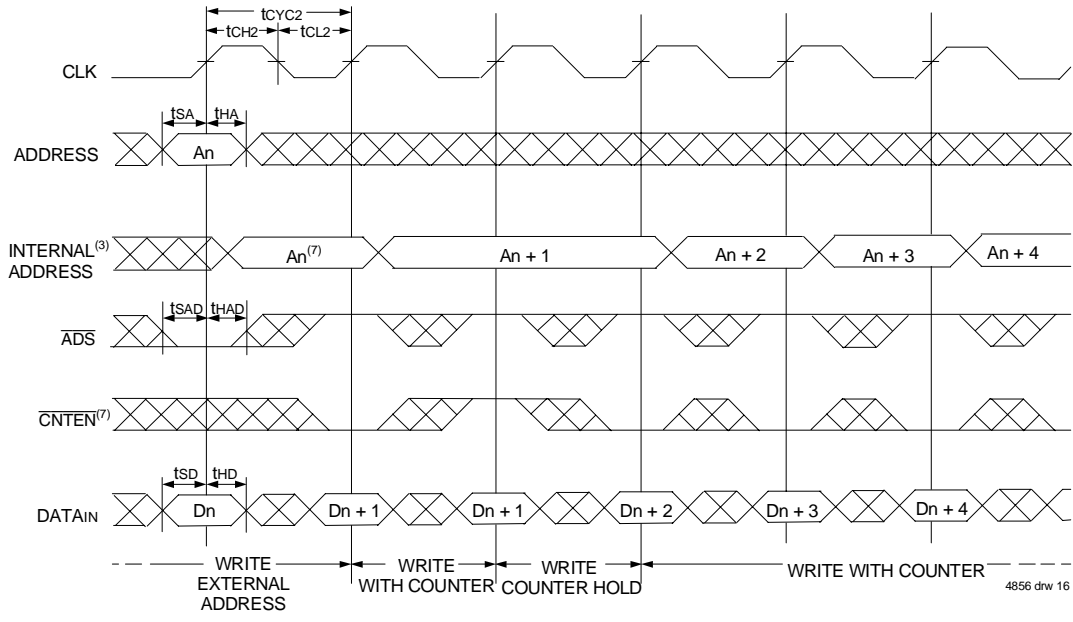 tCYC2
tCH2 tCL2
CLK
tSA tHA
ADDRESS An
INTERNAL(3)
ADDRESS
An(7) An + 1 An + 2 An + 3 An + 4
tSAD tHAD
ADS
CNTEN(7)
tSD tHD
DATAIN Dn Dn + 1 Dn + 1 Dn + 2 Dn + 3 Dn + 4
WRITE
EXTERNAL
ADDRESS
WRITE
WITH COUNTER
WRITE
COUNTER HOLD
WRITE WITH COUNTER
4856 drw 16